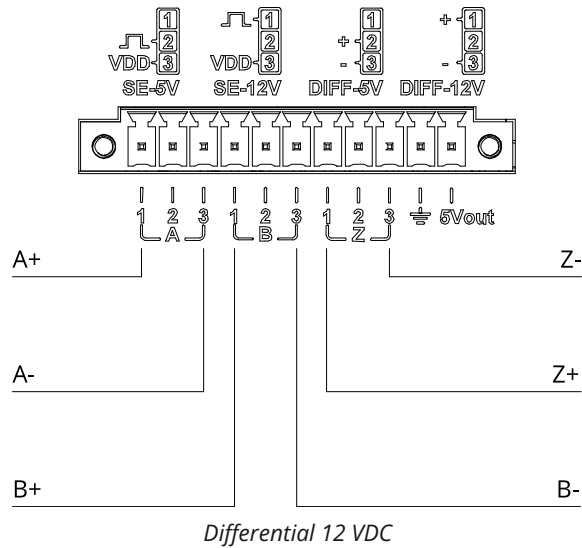 1 1 1 + 1
2 2 + 2 2
VDD 3 VDD 3 - 3 - 3
SE-5V SE-12V DIFF-5V DIFF-12V
1 2 3 1 2 3 1 2 3 5Vout
A B Z
A+ Z-
A- Z+
B+ B-
Differential 12 VDC